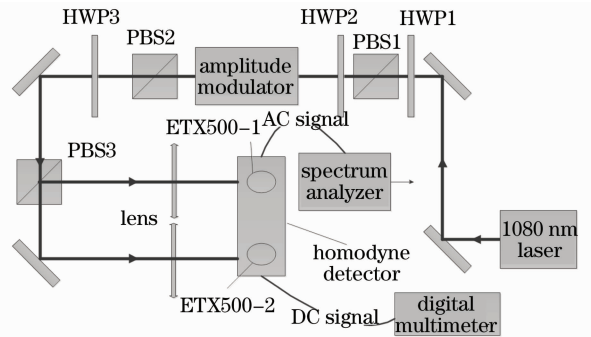 HWP3
HWP2
HWP1
PBS2
PBS1
amplitude
modulator
ETX500-1
AC signal
PBS3
spectrum
analyzer
lens
1080 nm
laser
homodyne
detector
ETX500-2
DC signal
digital
multimeter